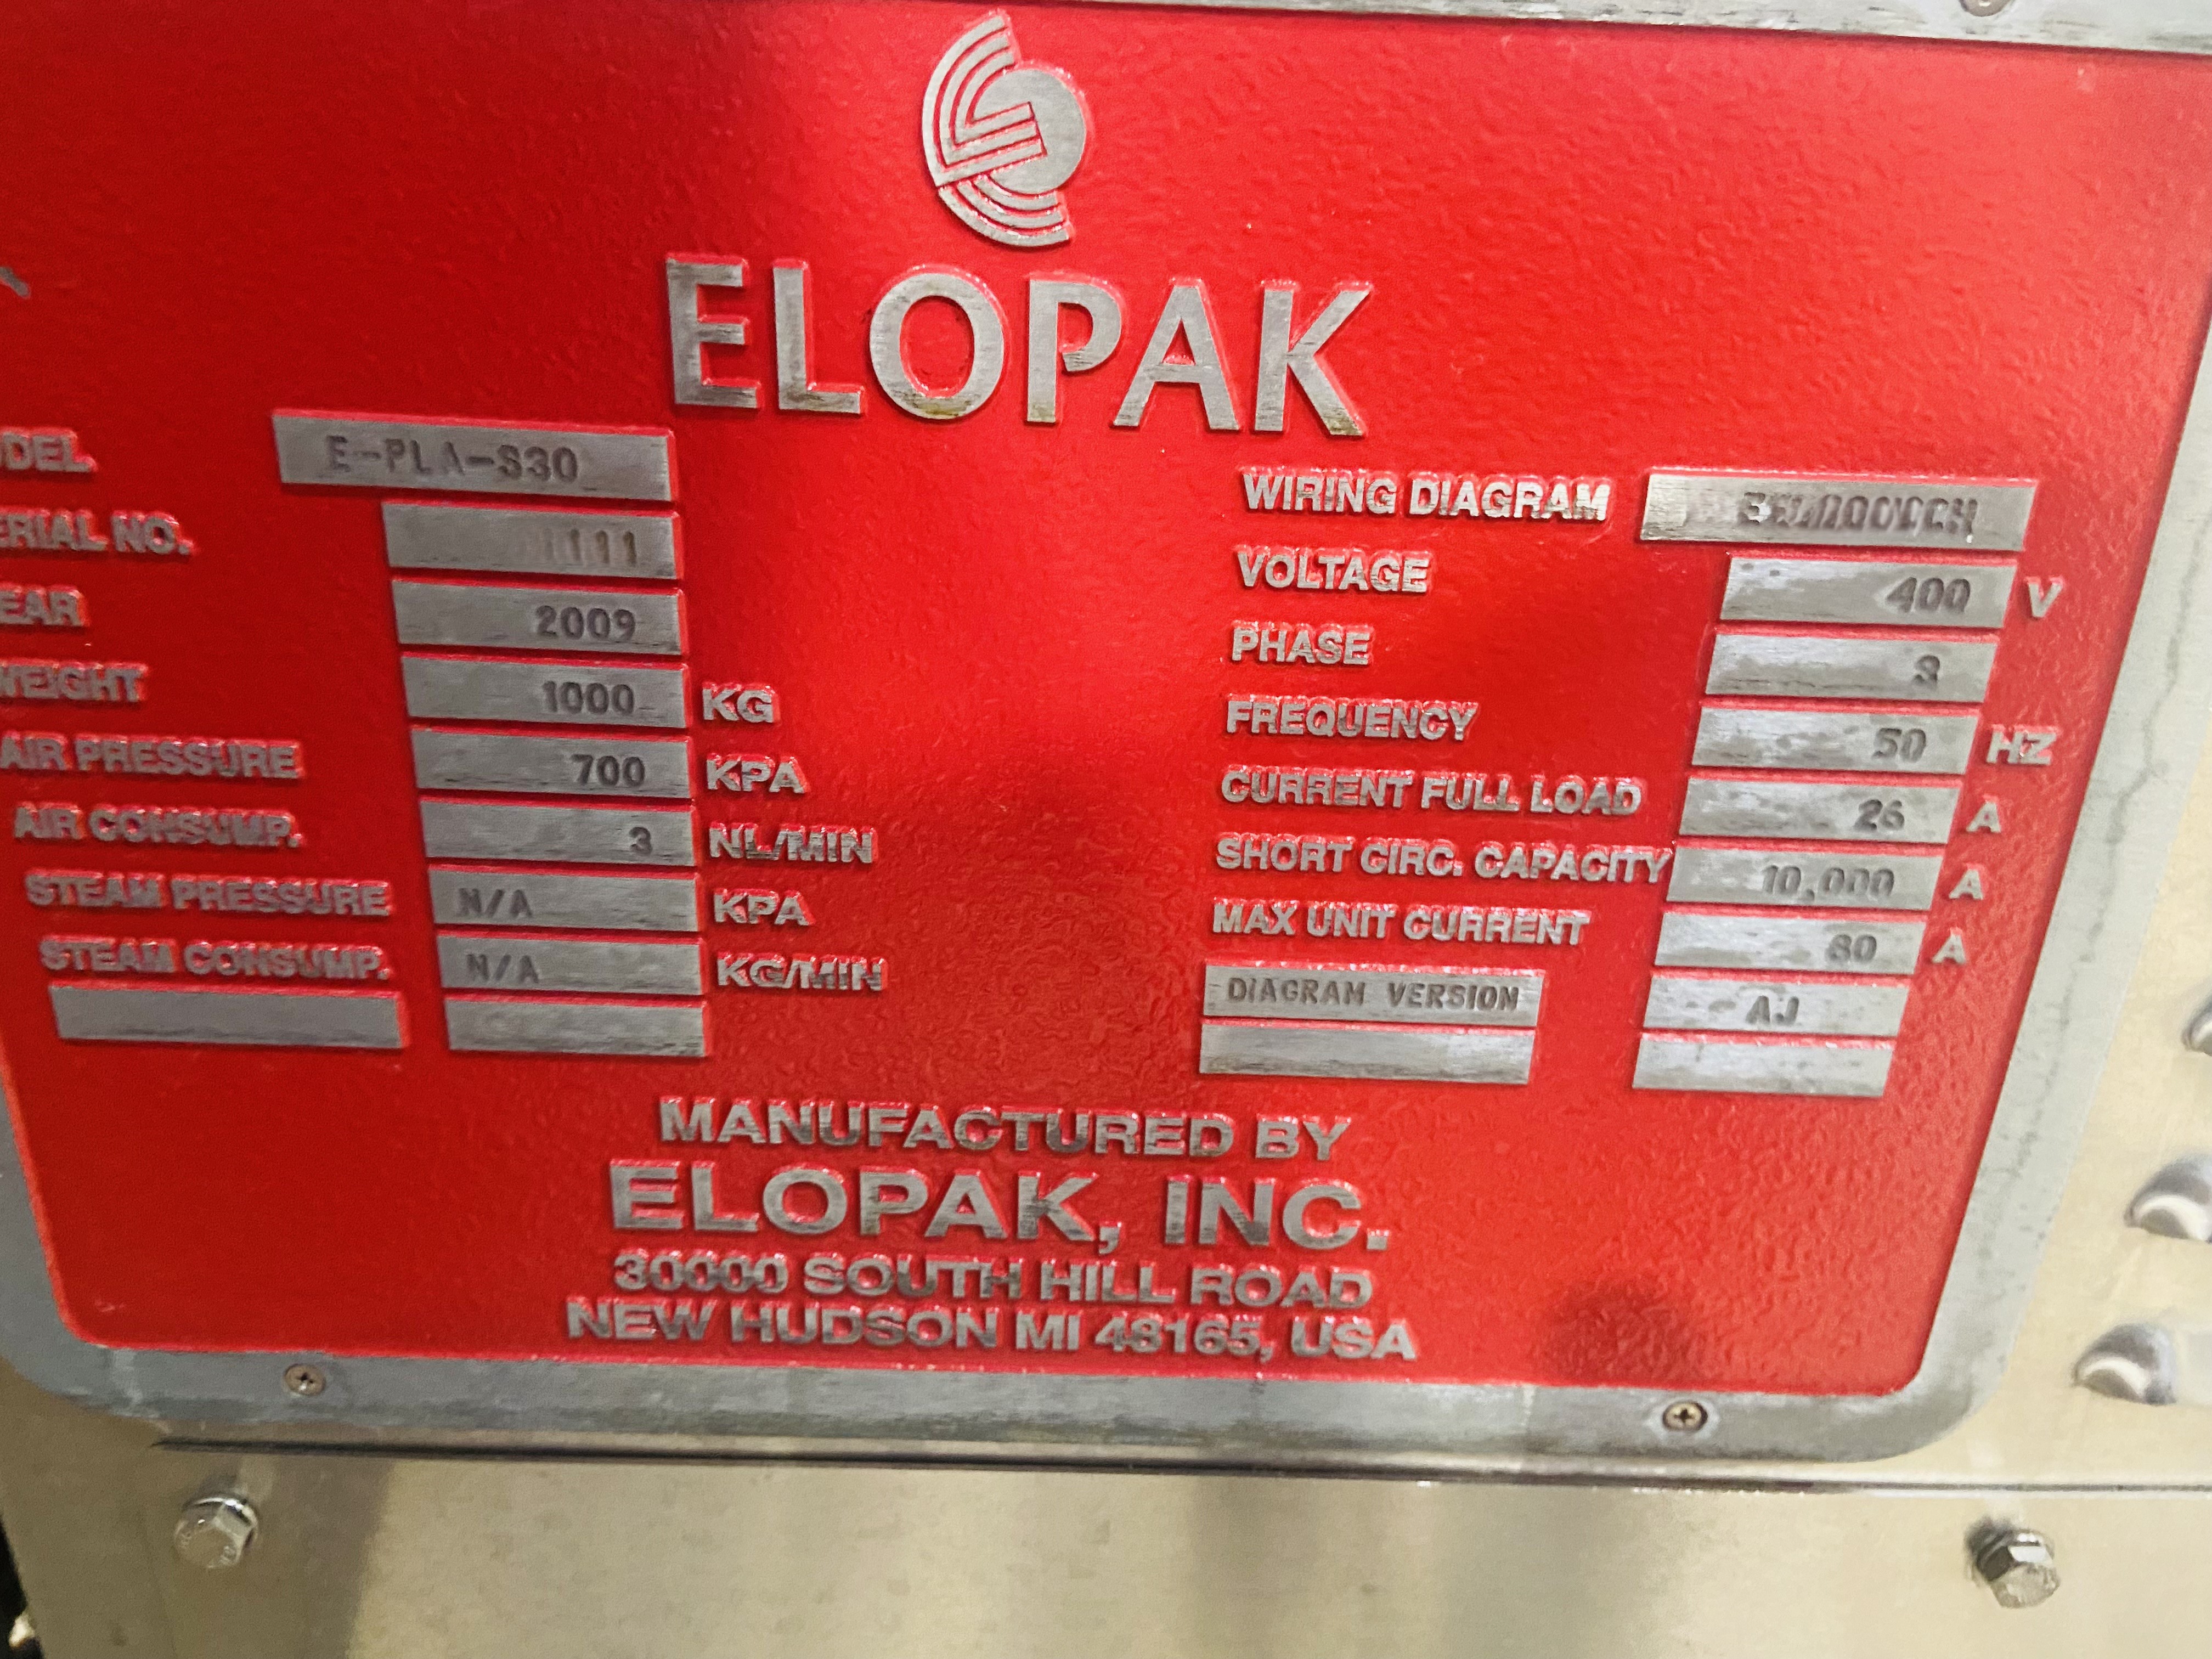 ELOPAK
ODEL E-PLA-S30
ERIAL NO.
EAR 2009
WEIGHT 1000 KG
AIR PRESSURE 700 KPA
AIR CONSUMP. 3 NL/MIN
STEAM PRESSURE N/A KPA
STEAM CONSUMP. N/A KG/MIN
WIRING DIAGRAM
VOLTAGE 400 V
PHASE 3
FREQUENCY 50 HZ
CURRENT FULL LOAD 26 A
SHORT CIRC. CAPACITY 10,000 A
MAX UNIT CURRENT A
DIAGRAM VERSION AJ
MANUFACTURED BY
ELOPAK, INC.
30000 SOUTH HILL ROAD
NEW HUDSON MI 48165, USA